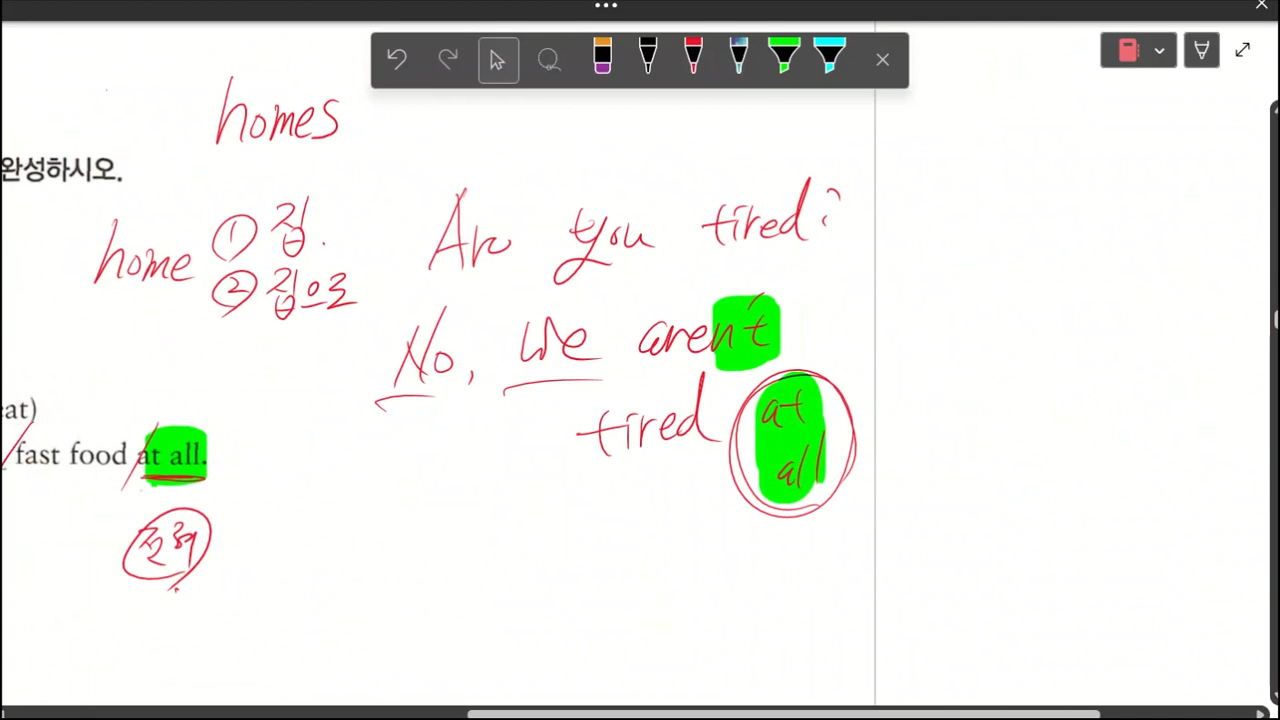 homes
완성하시오.
home ① 집.
② 집으로
Are you tired?
No, We aren't
tired at
all
eat)
fast food at all.
전혀